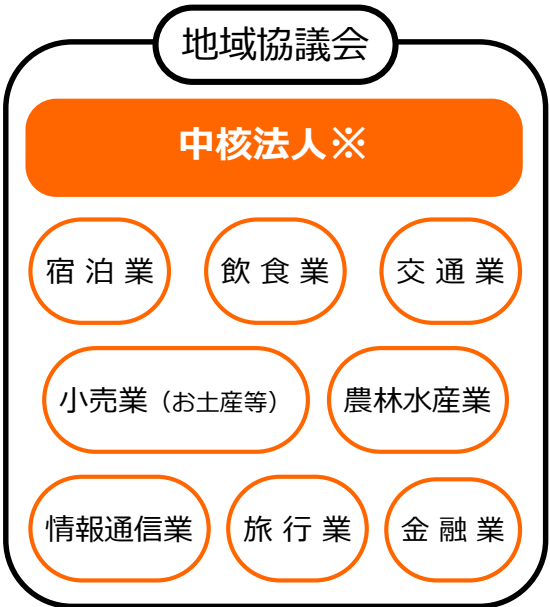 地域協議会
中核法人※
宿泊業
飲食業
交通業
小売業（お土産等）
農林水産業
情報通信業
旅行業
金融業